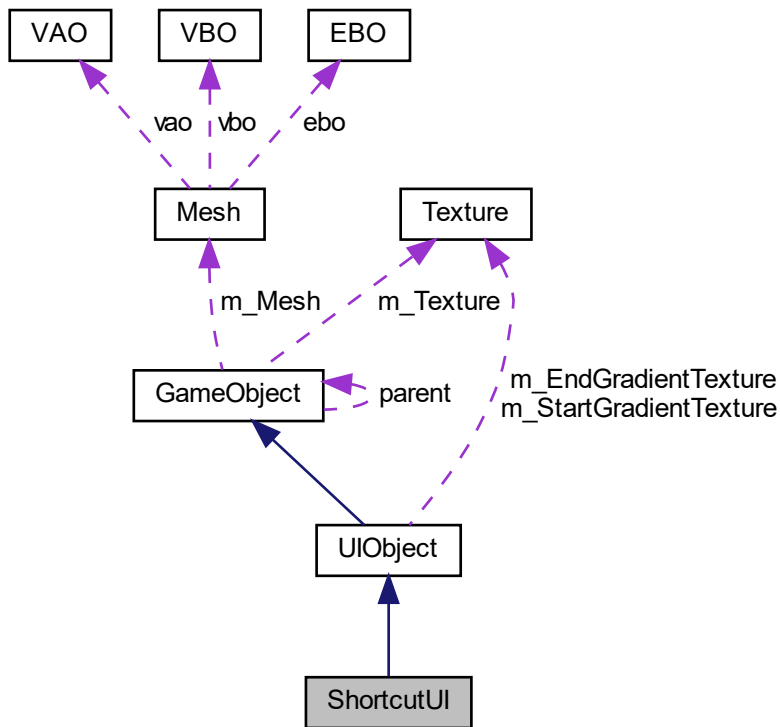 VAO
VBO
EBO
vao
vbo
ebo
Mesh
Texture
m_Mesh
m_Texture
GameObject
parent
m_EndGradientTexture
m_StartGradientTexture
UIObject
ShortcutUI